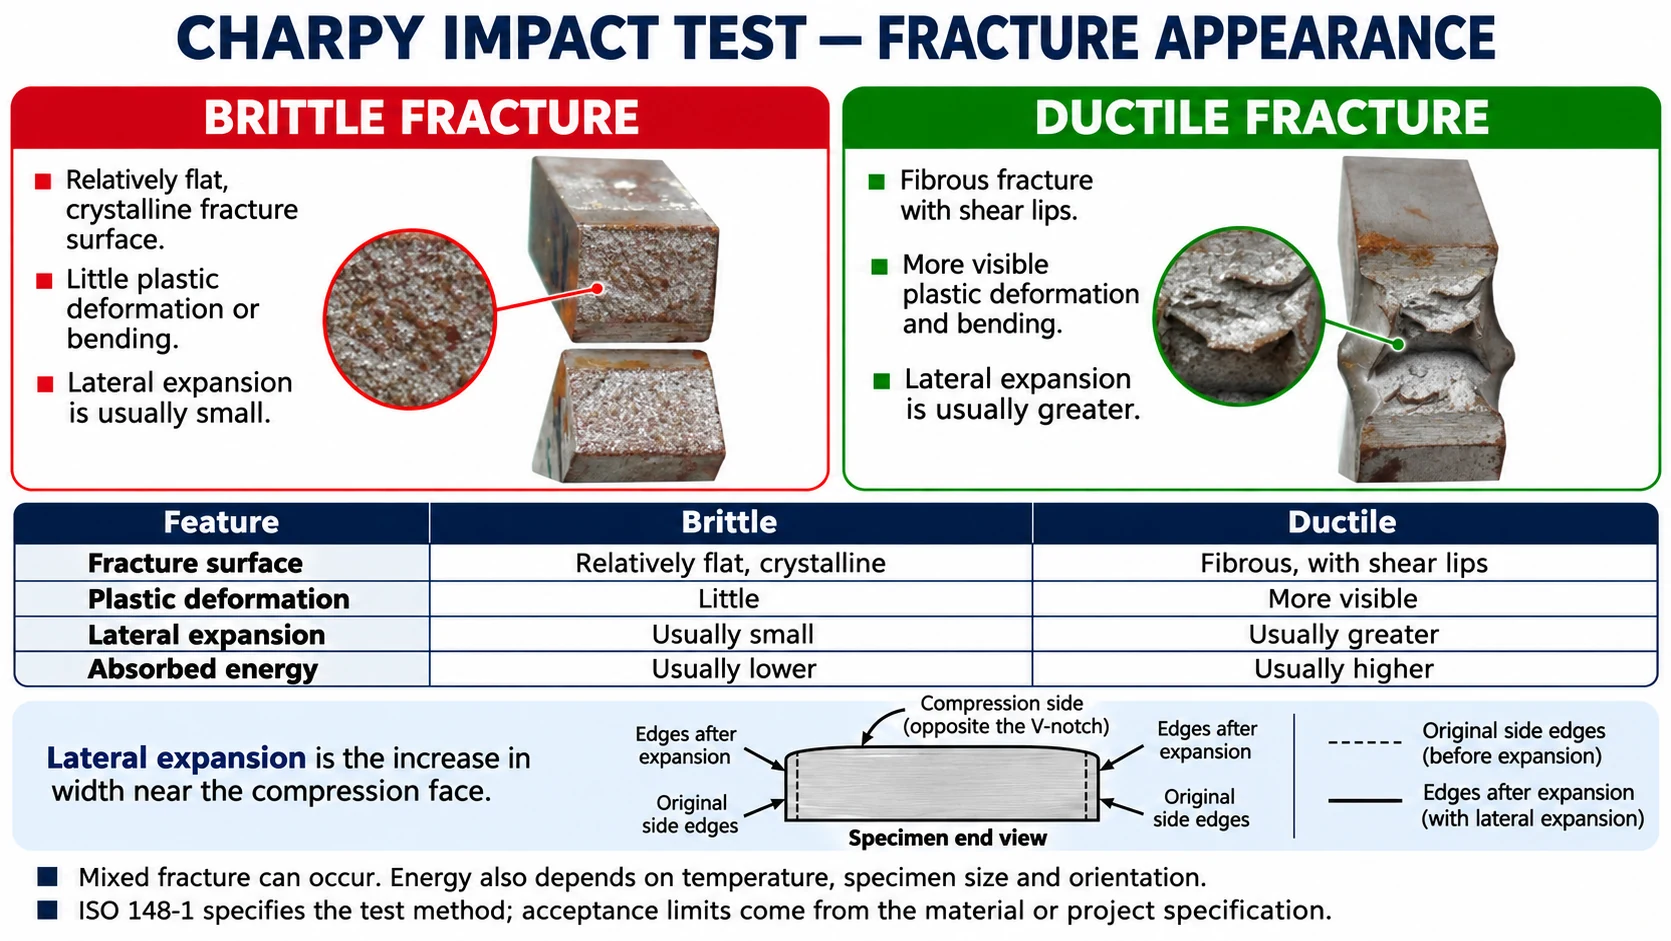 CHARPY IMPACT TEST — FRACTURE APPEARANCE
BRITTLE FRACTURE
Relatively flat,
crystalline fracture
surface.
Little plastic
deformation or
bending.
Lateral expansion
is usually small.
DUCTILE FRACTURE
Fibrous fracture
with shear lips.
More visible
plastic deformation
and bending.
Lateral expansion
is usually greater.
Feature Brittle Ductile
Fracture surface Relatively flat, crystalline Fibrous, with shear lips
Plastic deformation Little More visible
Lateral expansion Usually small Usually greater
Absorbed energy Usually lower Usually higher
Lateral expansion is the increase in
width near the compression face.
Compression side
(opposite the V-notch)
Edges after
expansion
Original
side edges
Edges after
expansion
Original
side edges
Specimen end view
Original side edges
(before expansion)
Edges after expansion
(with lateral expansion)
Mixed fracture can occur. Energy also depends on temperature, specimen size and orientation.
ISO 148-1 specifies the test method; acceptance limits come from the material or project specification.